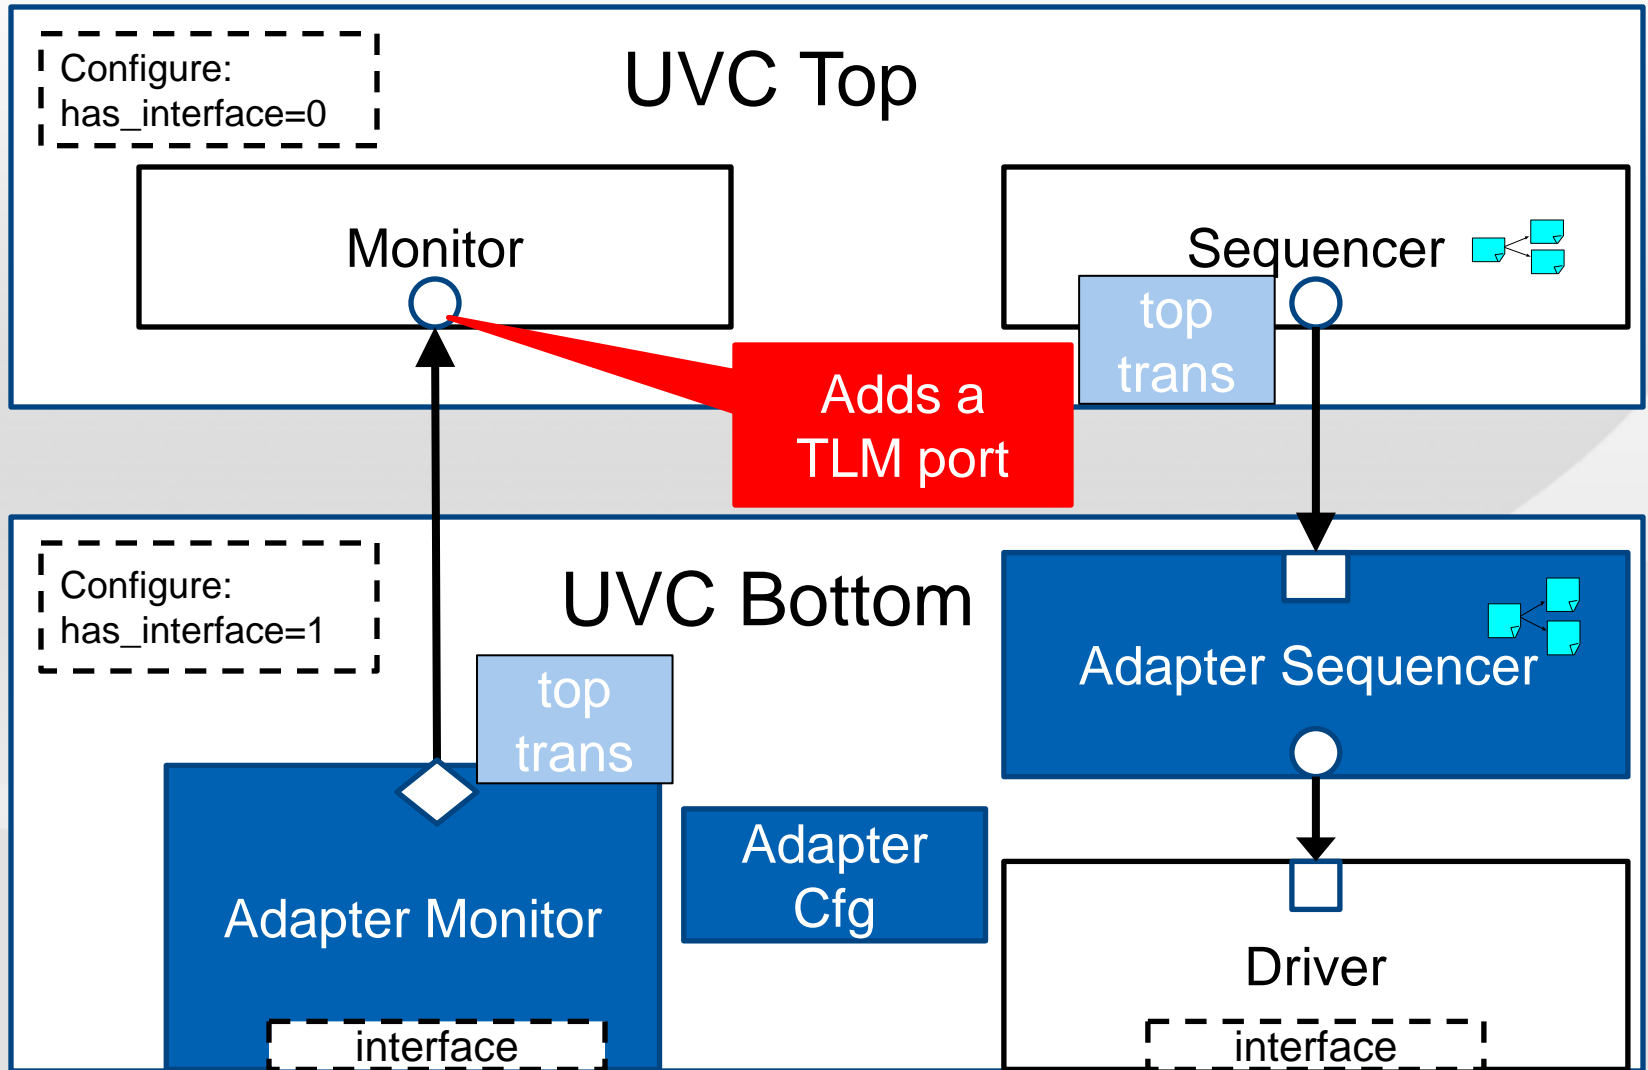 Configure:
has_interface=0
UVC Top
Monitor
Sequencer
top
trans
Adds a
TLM port
Configure:
has_interface=1
UVC Bottom
top
trans
Adapter Sequencer
Adapter
Cfg
Adapter Monitor
Driver
interface
interface